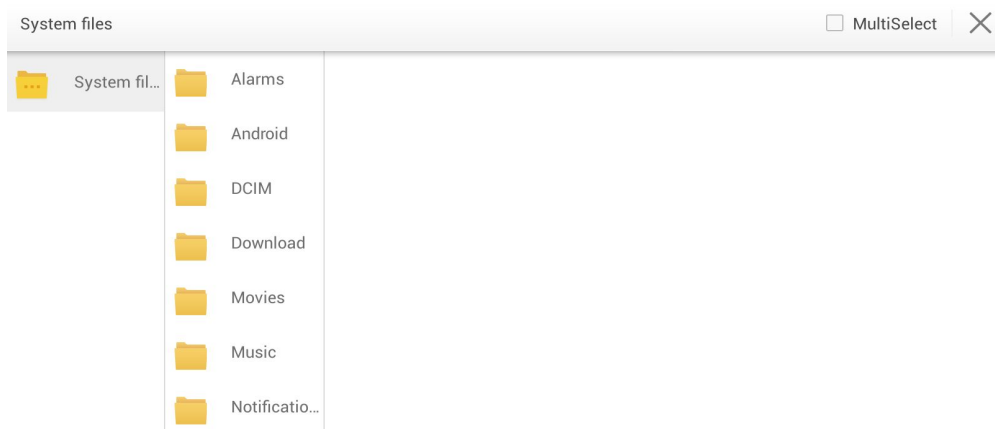 System files
MultiSelect
System fil...
Alarms
Android
DCIM
Download
Movies
Music
Notificatio...